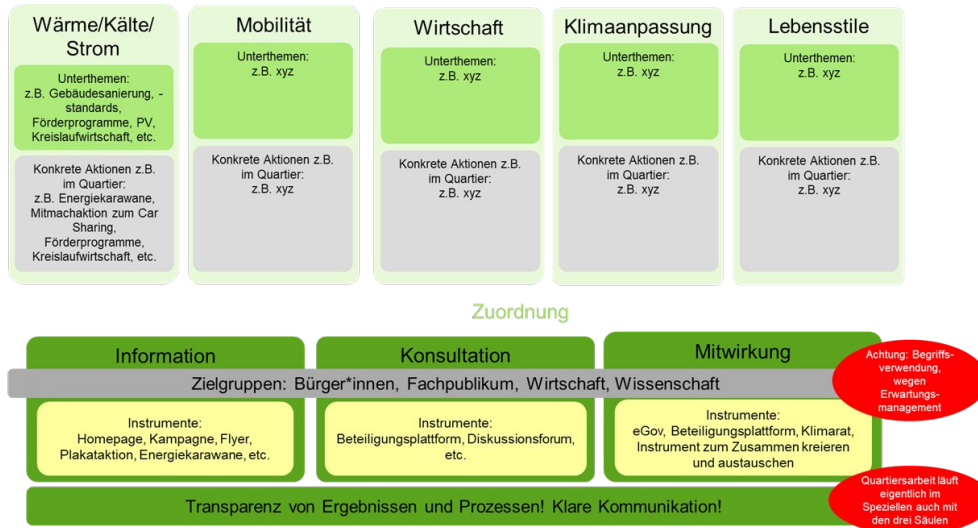 Wärme/Kälte/
Strom
Unterthemen:
z.B. Gebäudesanierung, -
standards,
Förderprogramme, PV,
Kreislaufwirtschaft, etc.
Konkrete Aktionen z.B.
im Quartier:
z.B. Energiekarawane,
Mitmachaktion zum Car
Sharing,
Förderprogramme,
Kreislaufwirtschaft, etc.
Mobilität
Unterthemen:
z.B. xyz
Konkrete Aktionen z.B.
im Quartier:
z.B. xyz
Wirtschaft
Unterthemen:
z.B. xyz
Konkrete Aktionen z.B.
im Quartier:
z.B. xyz
Klimaanpassung
Unterthemen:
z.B. xyz
Konkrete Aktionen z.B.
im Quartier:
z.B. xyz
Lebensstile
Unterthemen:
z.B. xyz
Konkrete Aktionen z.B.
im Quartier:
z.B. xyz
Zuordnung
Information
Konsultation
Mitwirkung
Zielgruppen: Bürger*innen, Fachpublikum, Wirtschaft, Wissenschaft
Achtung: Begriffs-
verwendung,
wegen
Erwartungs-
management
Instrumente:
Homepage, Kampagne, Flyer,
Plakataktion, Energiekarawane, etc.
Instrumente:
Beteiligungsplattform, Diskussionsforum,
etc.
Instrumente:
eGov, Beteiligungsplattform, Klimarat,
Instrument zum Zusammen kreieren
und austauschen
Transparenz von Ergebnissen und Prozessen! Klare Kommunikation!
Quartiersarbeit läuft
eigentlich im
Speziellen auch mit
den drei Säulen